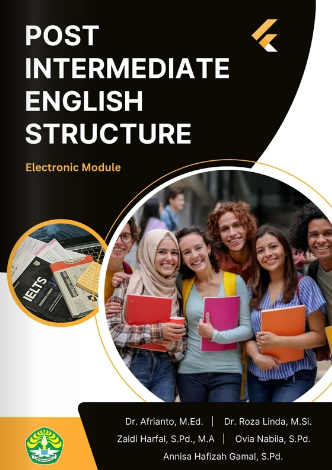 POST
INTERMEDIATE
ENGLISH
STRUCTURE
Electronic Module
IELTS
Dr. Afrianto, M.Ed. | Dr. Roza Linda, M.Si.
Zaldi Harfal, S.Pd., M.A | Ovia Nabila, S.Pd.
Annisa Hafizah Gamal, S.Pd.